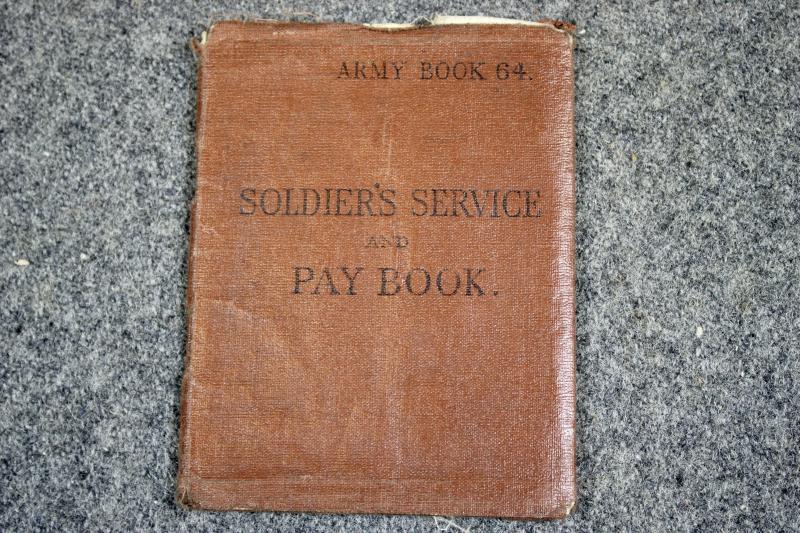 ARMY BOOK 64.
SOLDIER'S SERVICE
AND
PAY BOOK.